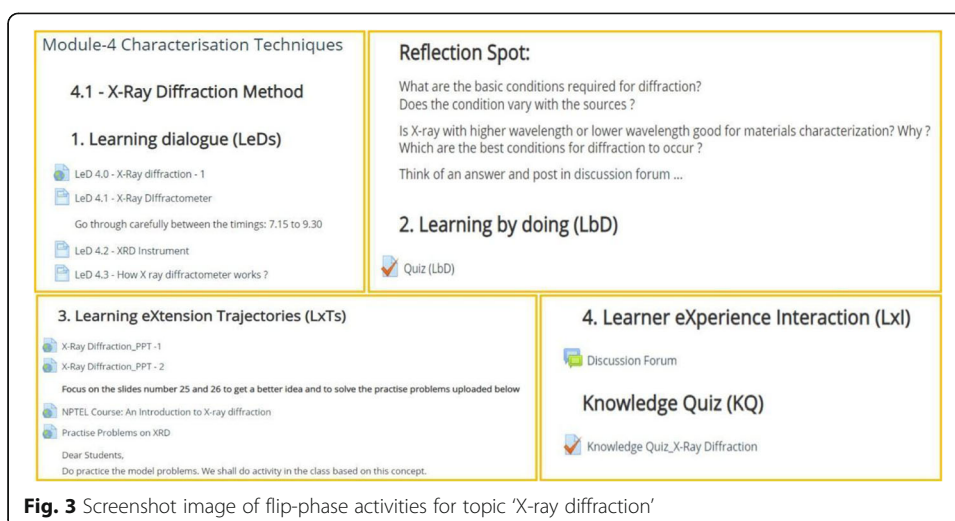 Module-4 Characterisation Techniques
4.1 - X-Ray Diffraction Method
1. Learning dialogue (LeDs)
LeD 4.0 - X-Ray diffraction - 1
LeD 4.1 - X-Ray DIffractometer
Go through carefully between the timings: 7.15 to 9.30
LeD 4.2 - XRD Instrument
LeD 4.3 - How X ray diffractometer works ?
Reflection Spot:
What are the basic conditions required for diffraction?
Does the condition vary with the sources ?
Is X-ray with higher wavelength or lower wavelength good for materials characterization? Why ?
Which are the best conditions for diffraction to occur ?
Think of an answer and post in discussion forum ...
2. Learning by doing (LbD)
Quiz (LbD)
3. Learning eXtension Trajectories (LxTs)
X-Ray Diffraction_PPT -1
X-Ray Diffraction_PPT - 2
Focus on the slides number 25 and 26 to get a better idea and to solve the practise problems uploaded below
NPTEL Course: An Introduction to X-ray diffraction
Practise Problems on XRD
Dear Students,
Do practice the model problems. We shall do activity in the class based on this concept.
4. Learner eXperience Interaction (LxI)
Discussion Forum
Knowledge Quiz (KQ)
Knowledge Quiz_X-Ray Diffraction
Fig. 3 Screenshot image of flip-phase activities for topic ‘X-ray diffraction’